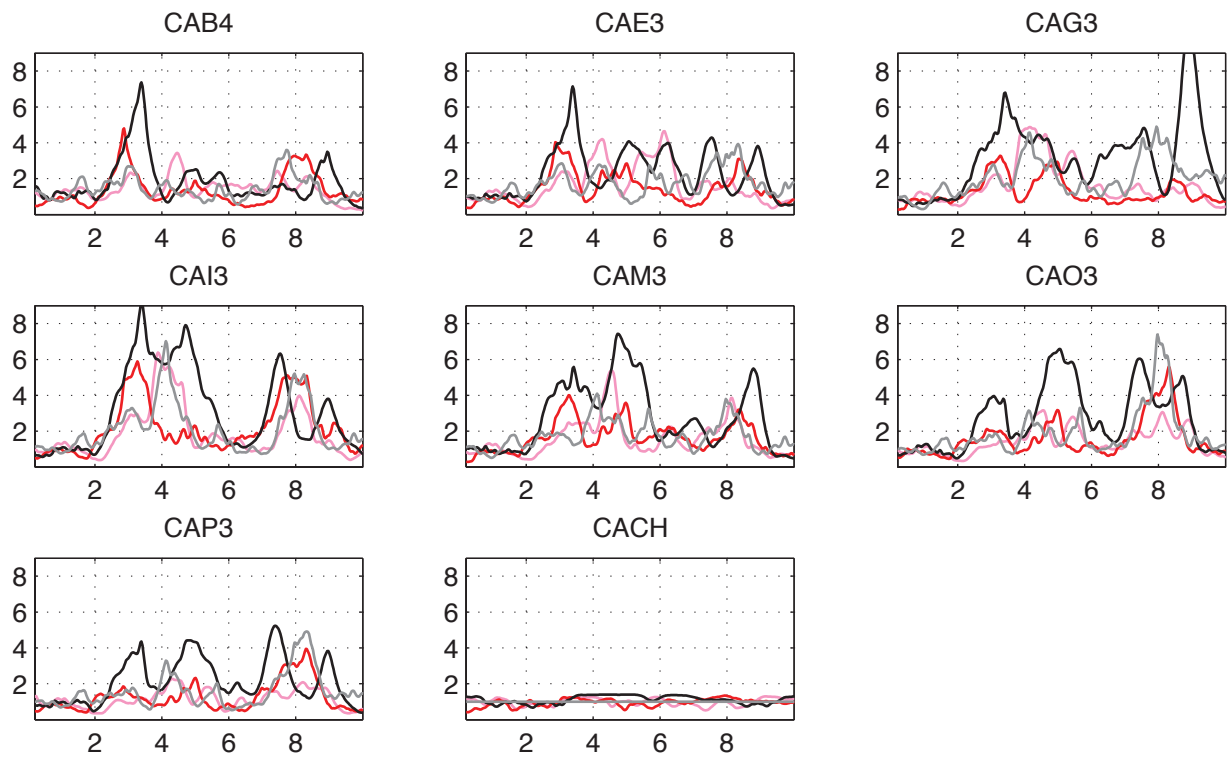 CAB4 CAE3 CAG3
8 8 8
6 6 6
4 4 4
2 2 2
2 4 6 8 2 4 6 8 2 4 6 8
CAI3 CAM3 CAO3
8 8 8
6 6 6
4 4 4
2 2 2
2 4 6 8 2 4 6 8 2 4 6 8
CAP3 CACH
8 8
6 6
4 4
2 2
2 4 6 8 2 4 6 8